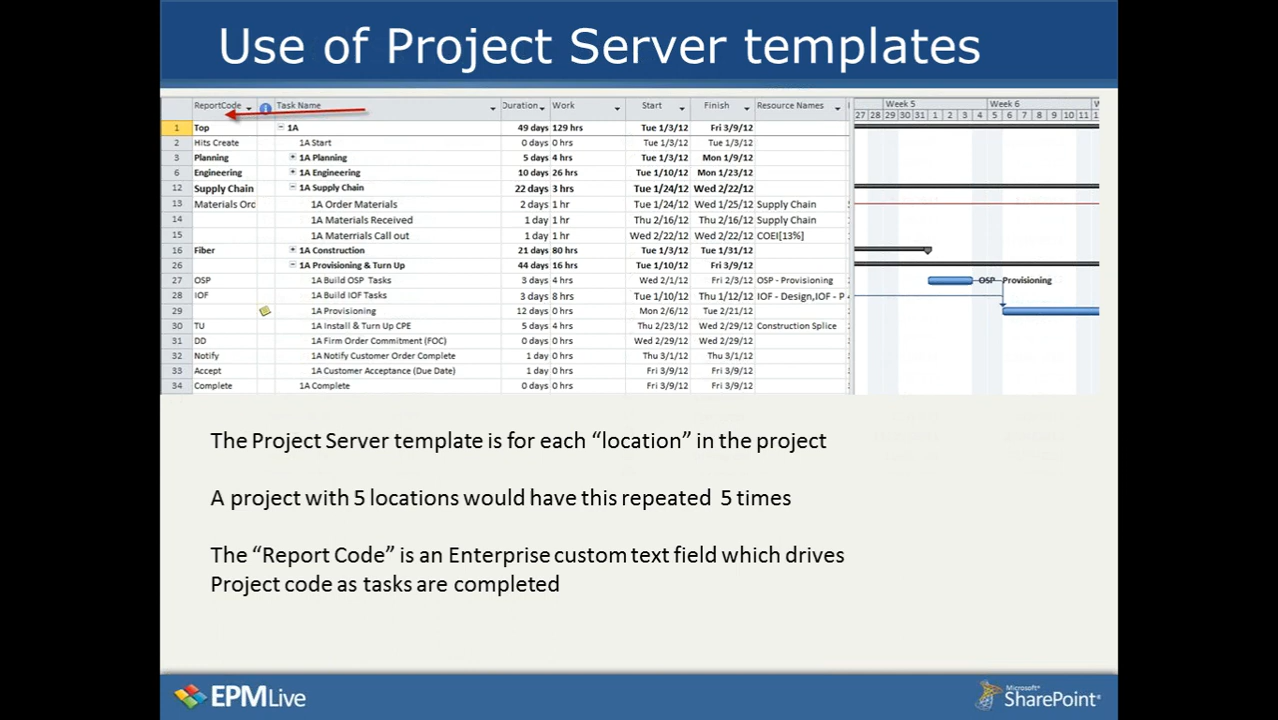 Use of Project Server templates
ReportCode Task Name Duration Work Start Finish Resource Names Week 5 Week 6
27 28 29 30 31 1 2 3 4 5 6 7 8 9 10 11
1 Top 1A 49 days 129 hrs Tue 1/3/12 Fri 3/9/12
2 Hits Create 1A Start 0 days 0 hrs Tue 1/3/12 Tue 1/3/12
3 Planning 1A Planning 5 days 4 hrs Tue 1/3/12 Mon 1/9/12
6 Engineering 1A Engineering 10 days 26 hrs Tue 1/10/12 Mon 1/23/12
12 Supply Chain 1A Supply Chain 22 days 3 hrs Tue 1/24/12 Wed 2/22/12
13 Materials Orc 1A Order Materials 2 days 1 hr Tue 1/24/12 Wed 1/25/12 Supply Chain
14 1A Materials Received 1 day 1 hr Thu 2/16/12 Thu 2/16/12 Supply Chain
15 1A Materrials Call out 1 day 1 hr Wed 2/22/12 Wed 2/22/12 COEI[13%]
16 Fiber 1A Construction 21 days 80 hrs Tue 1/3/12 Tue 1/31/12
26 1A Provisioning & Turn Up 44 days 16 hrs Tue 1/10/12 Fri 3/9/12
27 OSP 1A Build OSP Tasks 3 days 4 hrs Wed 2/1/12 Fri 2/3/12 OSP - Provisioning OSP - Provisioning
28 IOF 1A Build IOF Tasks 3 days 8 hrs Tue 1/10/12 Thu 1/12/12 IOF - Design,IOF - P
29 1A Provisioning 12 days 0 hrs Mon 2/6/12 Tue 2/21/12
30 TU 1A Install & Turn Up CPE 5 days 4 hrs Thu 2/23/12 Wed 2/29/12 Construction Splice
31 DD 1A Firm Order Commitment (FOC) 0 days 0 hrs Wed 2/29/12 Wed 2/29/12
32 Notify 1A Notify Customer Order Complete 1 day 0 hrs Thu 3/1/12 Thu 3/1/12
33 Accept 1A Customer Acceptance (Due Date) 1 day 0 hrs Fri 3/9/12 Fri 3/9/12
34 Complete 1A Complete 0 days 0 hrs Fri 3/9/12 Fri 3/9/12
The Project Server template is for each “location” in the project
A project with 5 locations would have this repeated 5 times
The “Report Code” is an Enterprise custom text field which drives
Project code as tasks are completed
EPMLive
Microsoft SharePoint